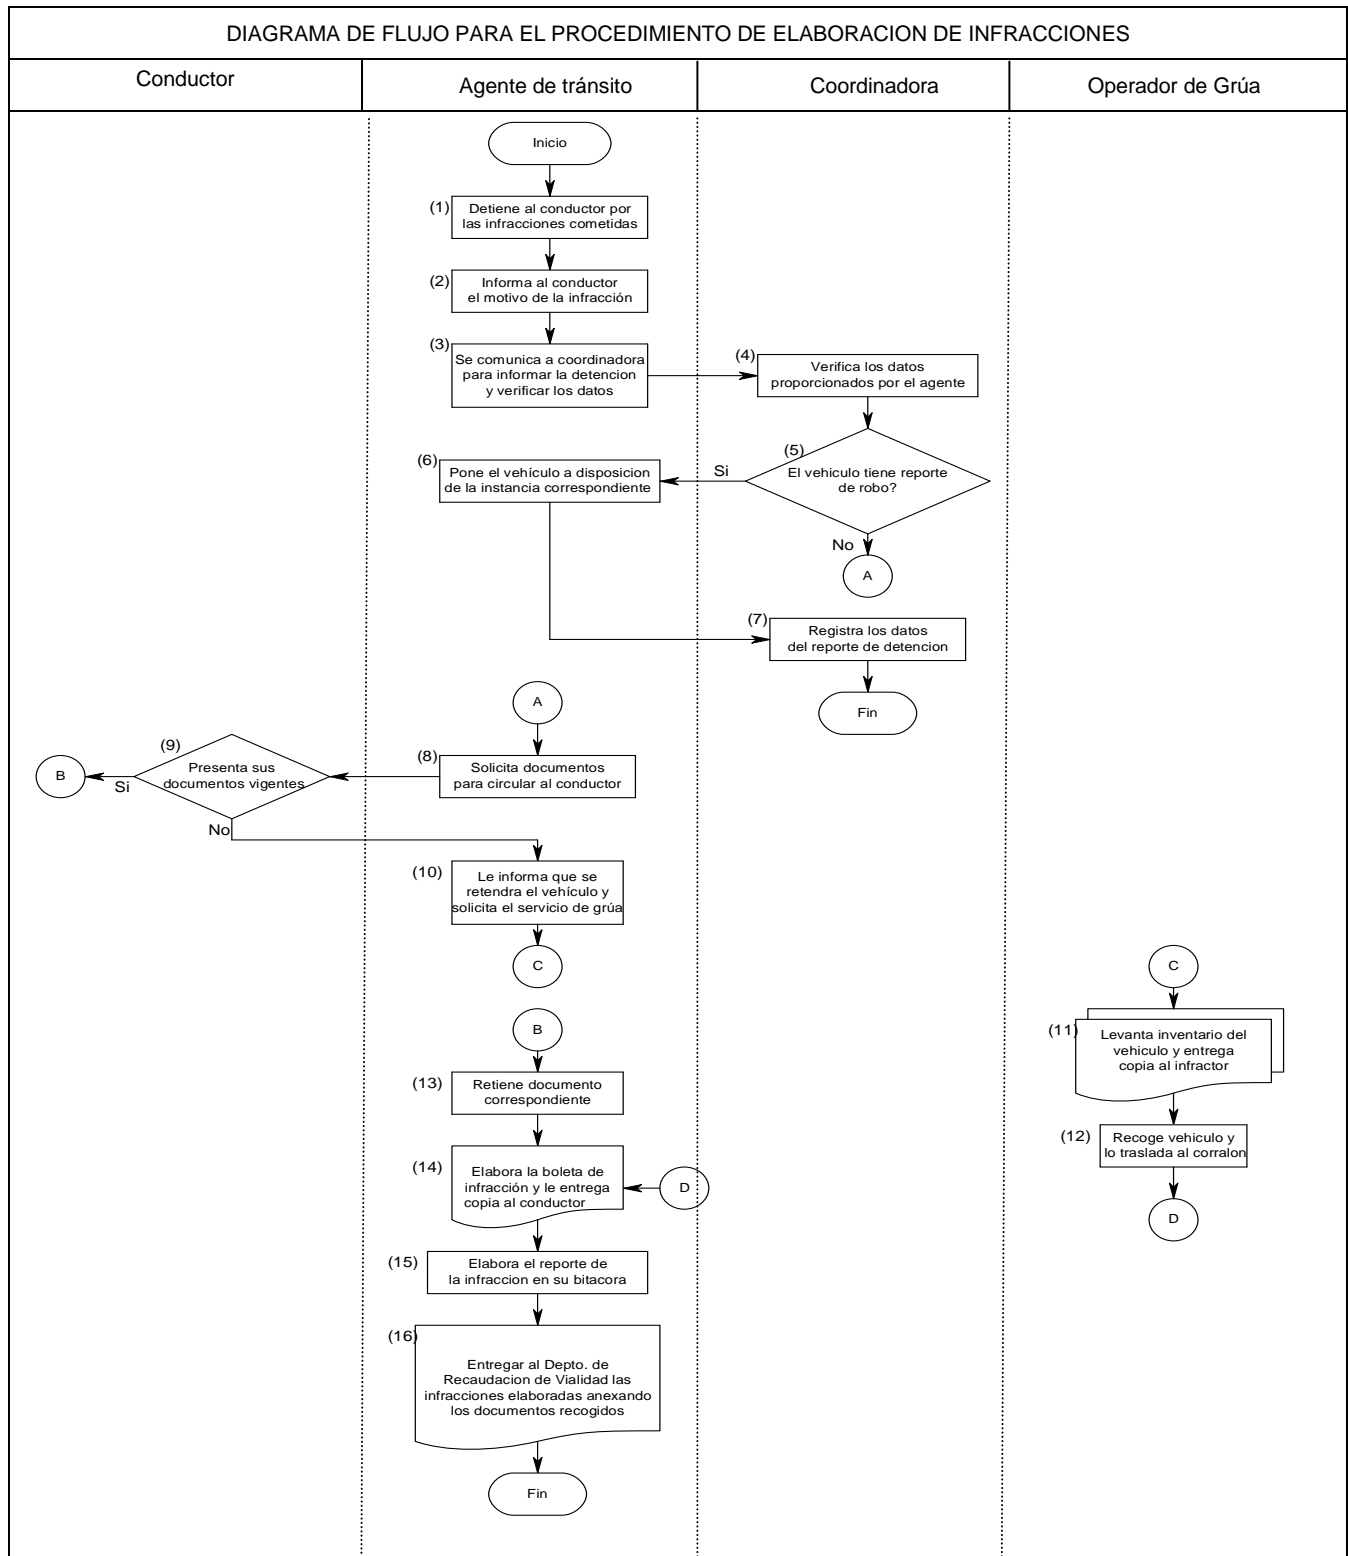 DIAGRAMA DE FLUJO PARA EL PROCEDIMIENTO DE ELABORACION DE INFRACCIONES
Conductor
Agente de tránsito
Coordinadora
Operador de Grúa
Inicio
(1)
Detiene al conductor por
las infracciones cometidas
(2)
Informa al conductor
el motivo de la infracción
(3)
Se comunica a coordinadora
para informar la detencion
y verificar los datos
(4)
Verifica los datos
proporcionados por el agente
(5)
El vehiculo tiene reporte
de robo?
Si
No
A
(6)
Pone el vehículo a disposicion
de la instancia correspondiente
(7)
Registra los datos
del reporte de detencion
Fin
A
(8)
Solicita documentos
para circular al conductor
(9)
Presenta sus
documentos vigentes
Si
B
No
(10)
Le informa que se
retendra el vehículo y
solicita el servicio de grúa
C
C
(11)
Levanta inventario del
vehiculo y entrega
copia al infractor
(12)
Recoge vehiculo y
lo traslada al corralon
D
B
(13)
Retiene documento
correspondiente
(14)
Elabora la boleta de
infracción y le entrega
copia al conductor
D
(15)
Elabora el reporte de
la infraccion en su bitacora
(16)
Entregar al Depto. de
Recaudacion de Vialidad las
infracciones elaboradas anexando
los documentos recogidos
Fin